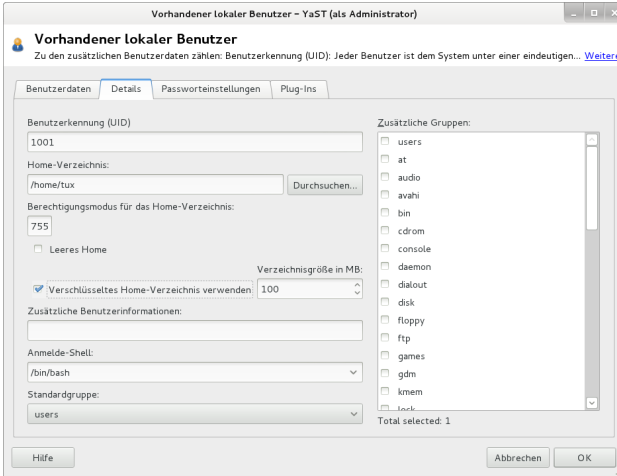 Vorhandener lokaler Benutzer – YaST (als Administrator)
Vorhandener lokaler Benutzer
Zu den zusätzlichen Benutzerdaten zählen: Benutzerkennung (UID): Jeder Benutzer ist dem System unter einer eindeutigen... Weitere
Benutzerdaten Details Passworteinstellungen Plug-Ins
Benutzerkennung (UID)
1001
Home-Verzeichnis:
/home/tux Durchsuchen...
Berechtigungsmodus für das Home-Verzeichnis:
755
Leeres Home
Verzeichnisgröße in MB:
Verschlüsseltes Home-Verzeichnis verwenden 100
Zusätzliche Benutzerinformationen:
Anmelde-Shell:
/bin/bash
Standardgruppe:
users
Zusätzliche Gruppen:
users
at
audio
avahi
bin
cdrom
console
daemon
dialout
disk
floppy
ftp
games
gdm
kmem
lock
Total selected: 1
Hilfe Abbrechen OK